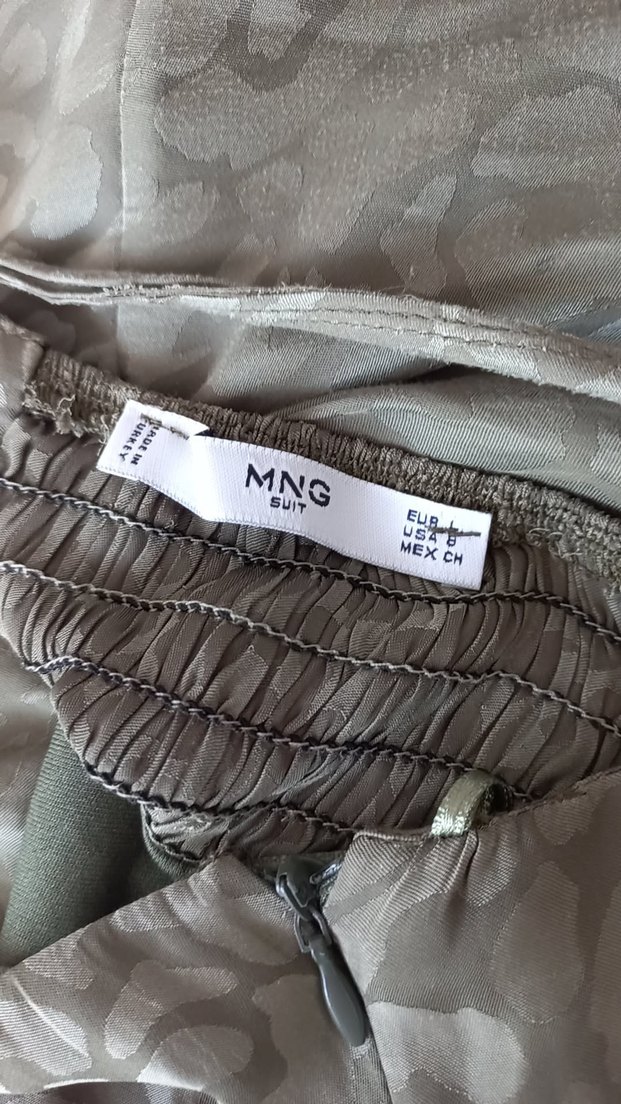 MADE IN
TURKEY
MNG
SUIT
EUR L
USA 8
MEX CH